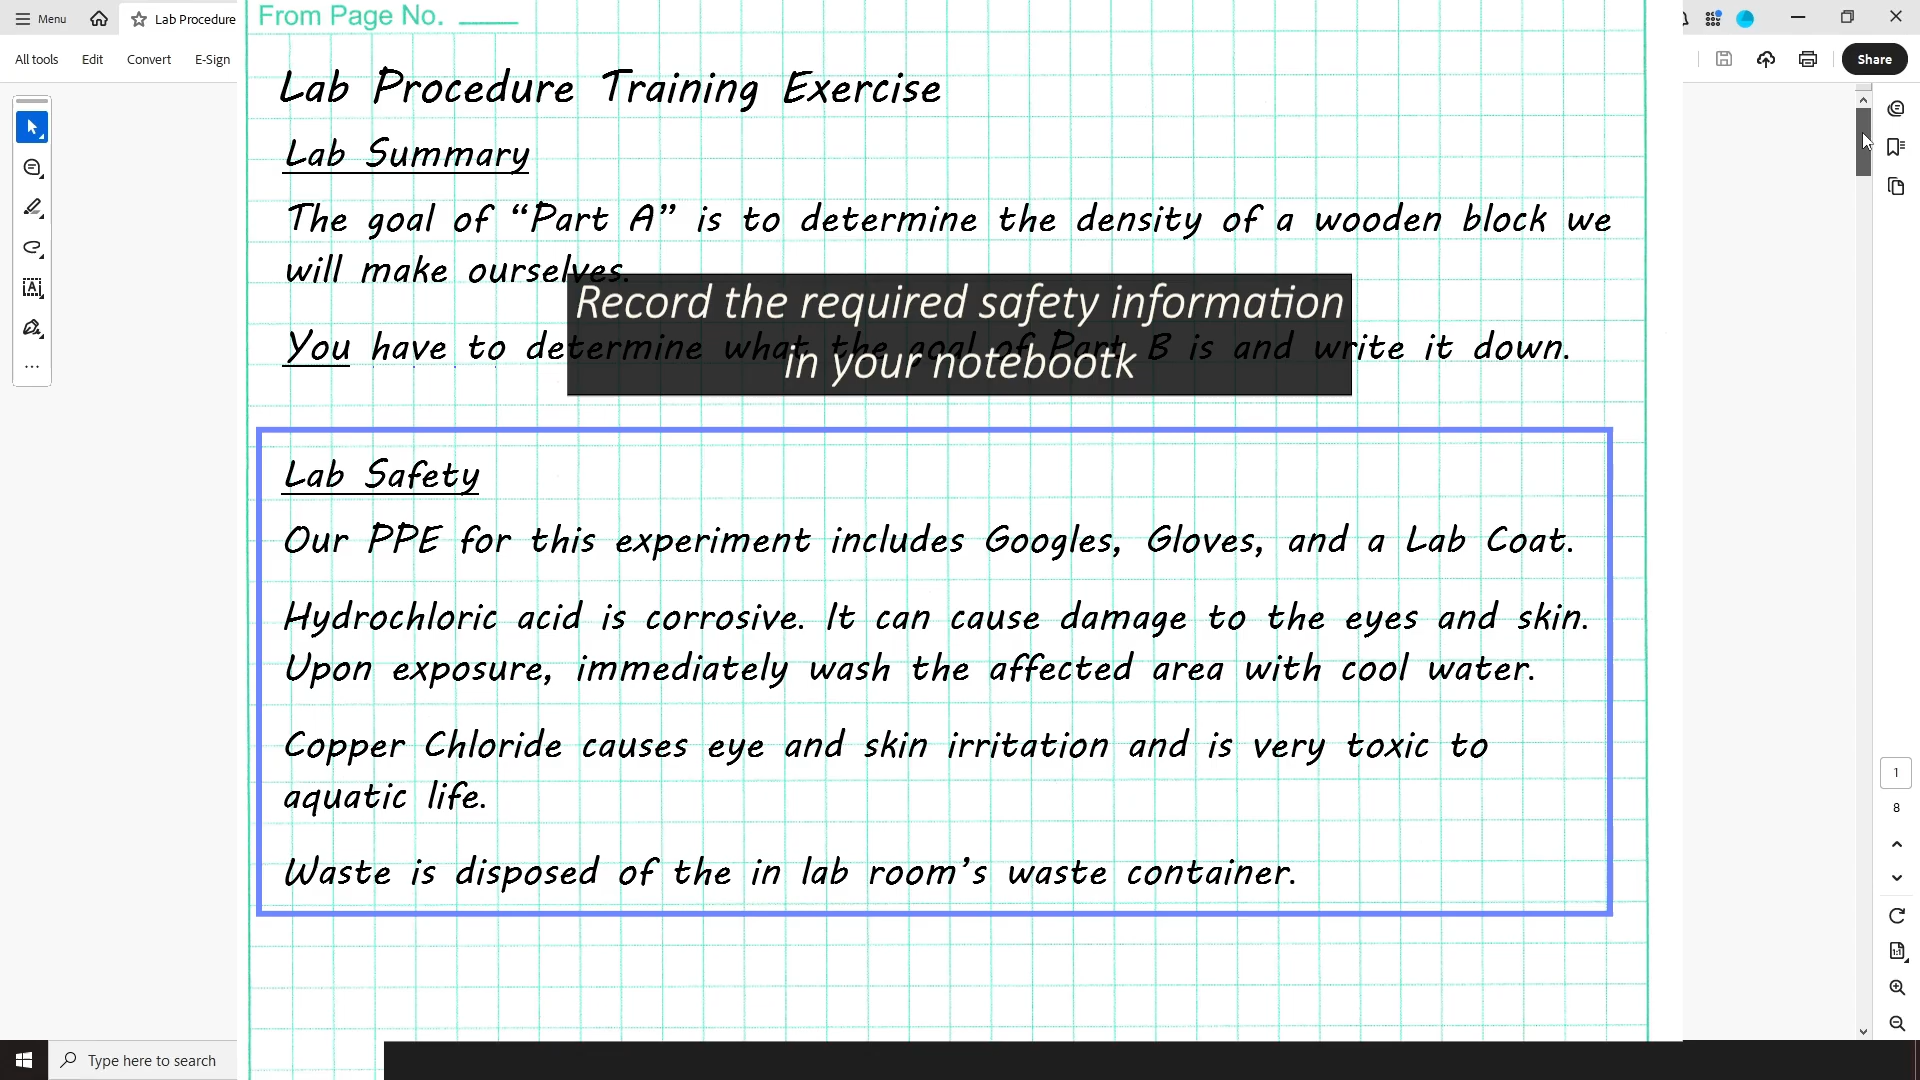 Menu
Lab Procedure
All tools Edit Convert E-Sign
Share
From Page No. ____
Lab Procedure Training Exercise
Lab Summary
The goal of “Part A” is to determine the density of a wooden block we
will make ourselves.
Record the required safety information
in your notebootk
You have to determine what the goal of Part B is and write it down.
Lab Safety
Our PPE for this experiment includes Googles, Gloves, and a Lab Coat.
Hydrochloric acid is corrosive. It can cause damage to the eyes and skin.
Upon exposure, immediately wash the affected area with cool water.
Copper Chloride causes eye and skin irritation and is very toxic to
aquatic life.
Waste is disposed of the in lab room’s waste container.
1
8
Type here to search